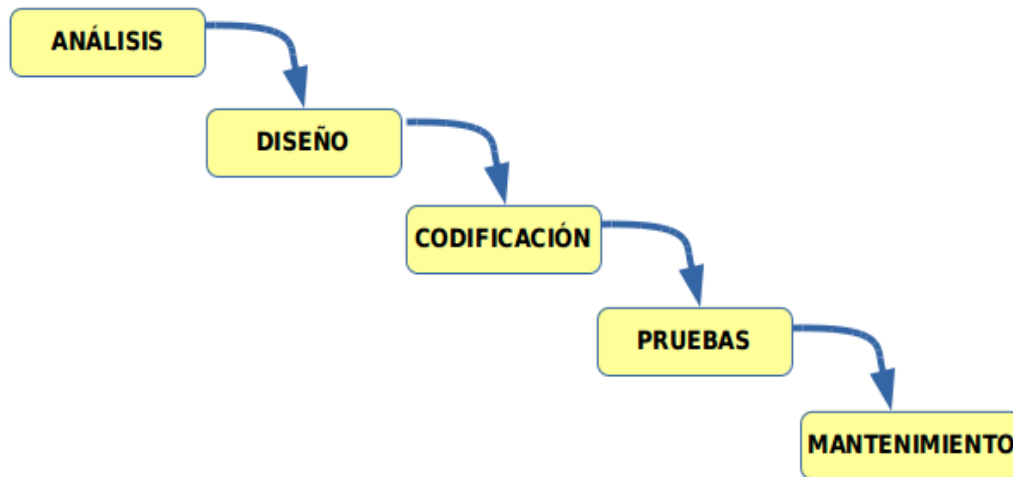 ANÁLISIS
DISEÑO
CODIFICACIÓN
PRUEBAS
MANTENIMIENTO